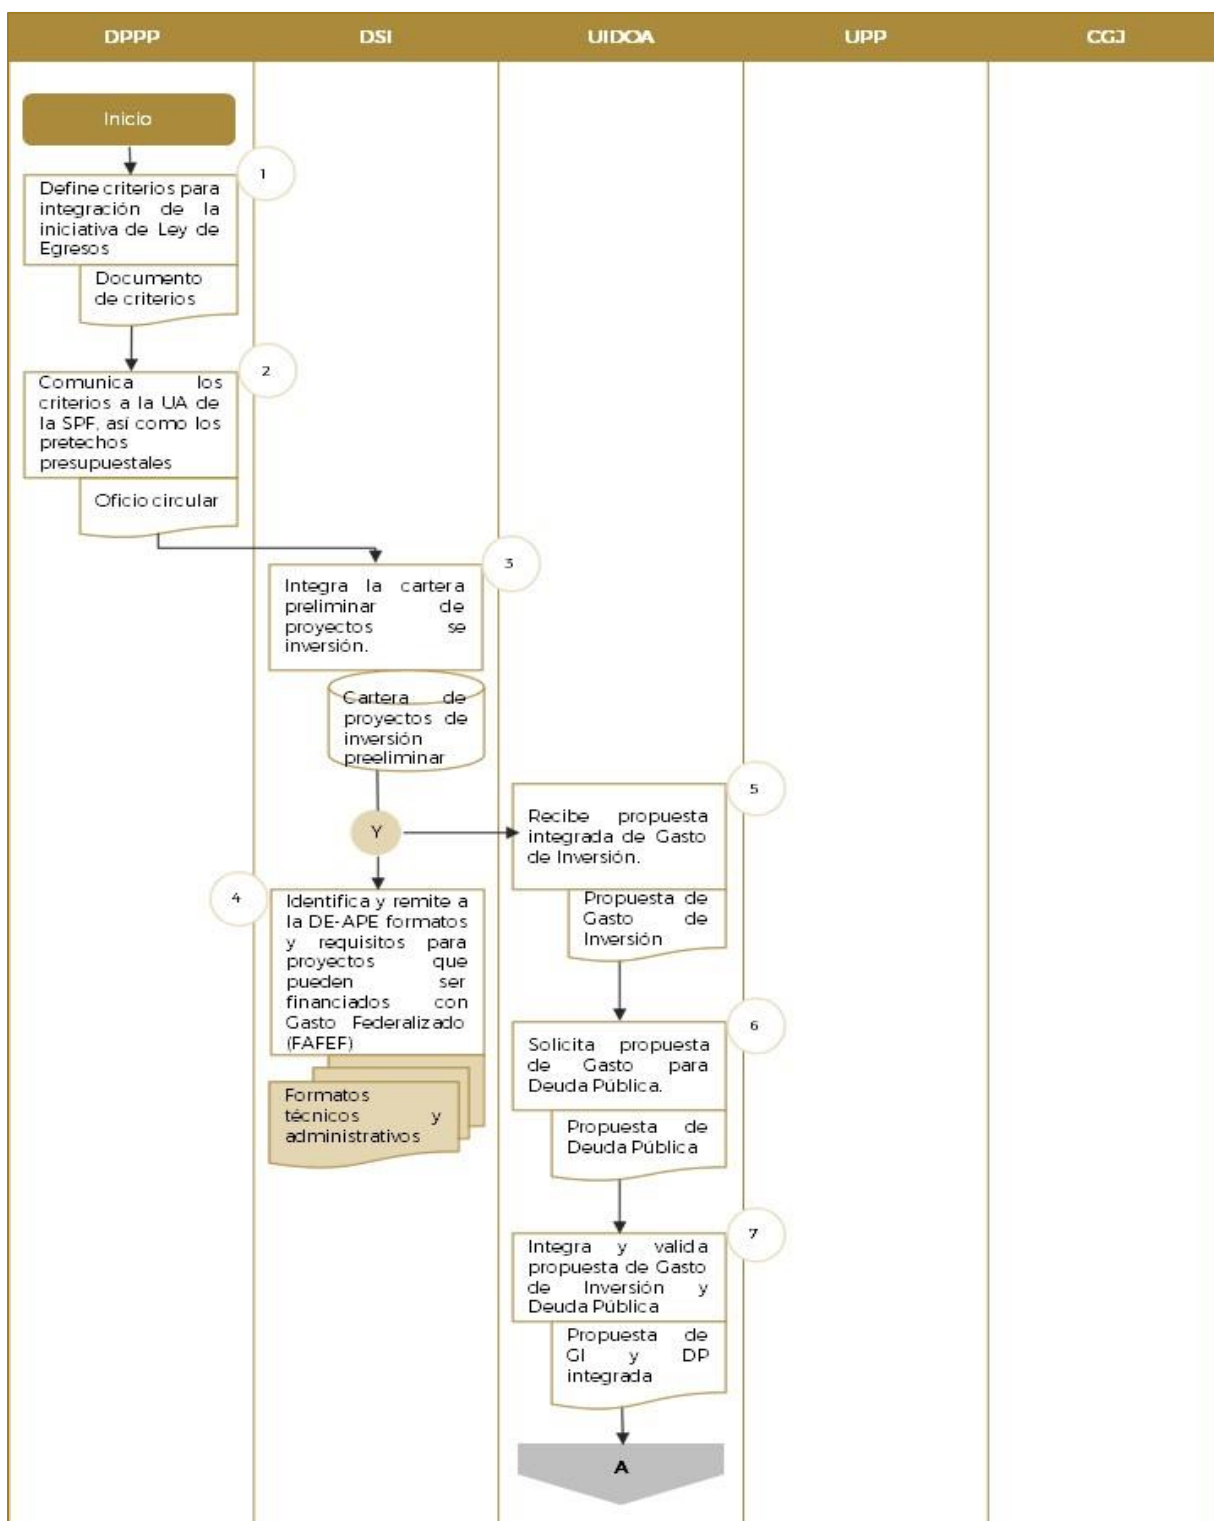 DPPP
DSI
UIDOA
UPP
CGJ
Inicio
1
Define criterios para
integración de la
iniciativa de Ley de
Egresos
Documento
de criterios
2
Comunica los
criterios a la UA de
la SPF, así como los
pretechos
presupuestales
Oficio circular
3
Integra la cartera
preliminar de
proyectos se
inversión.
Cartera de
proyectos de
inversión
preeliminar
Y
5
Recibe propuesta
integrada de Gasto
de Inversión.
Propuesta de
Gasto de
Inversión
4
Identifica y remite a
la DE-APE formatos
y requisitos para
proyectos que
pueden ser
financiados con
Gasto Federalizado
(FAFEF)
Formatos
técnicos y
administrativos
6
Solicita propuesta
de Gasto para
Deuda Pública.
Propuesta de
Deuda Pública
7
Integra y valida
propuesta de Gasto
de Inversión y
Deuda Pública
Propuesta de
GI y DP
integrada
A